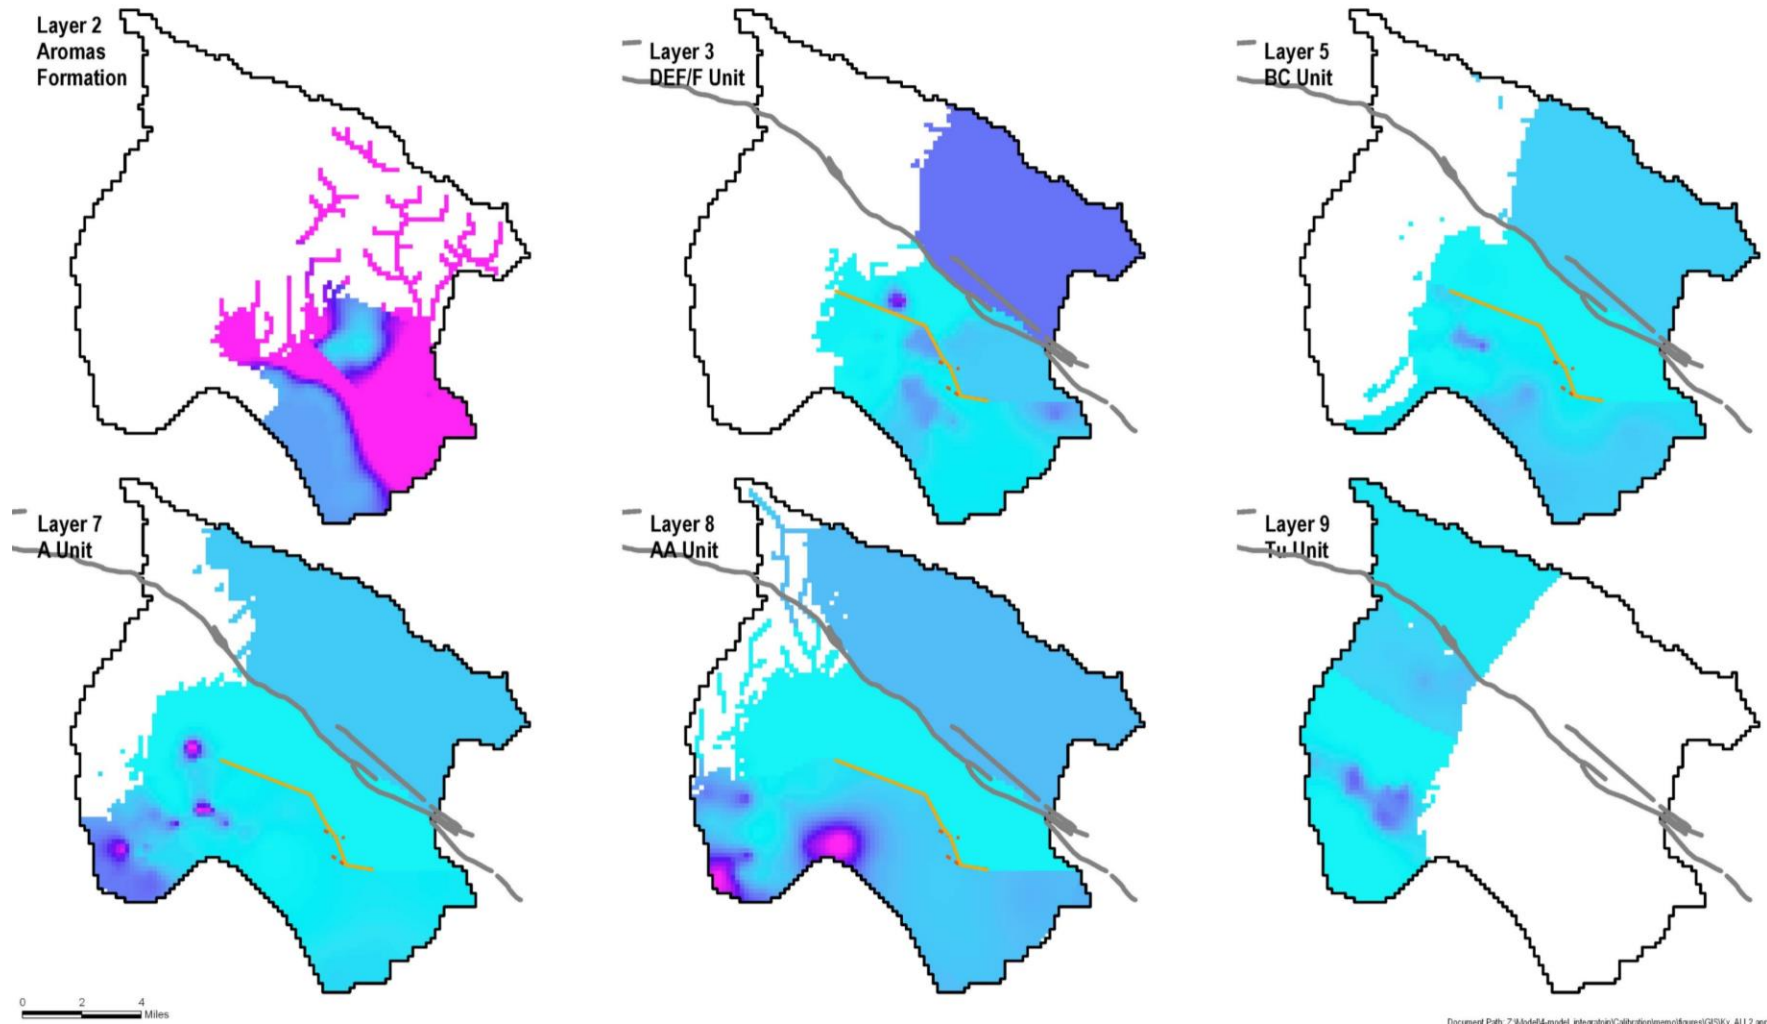 Layer 2
Aromas
Formation
Layer 3
DEF/F Unit
Layer 5
BC Unit
Layer 7
A Unit
Layer 8
AA Unit
Layer 9
Tu Unit
0 2 4
Miles